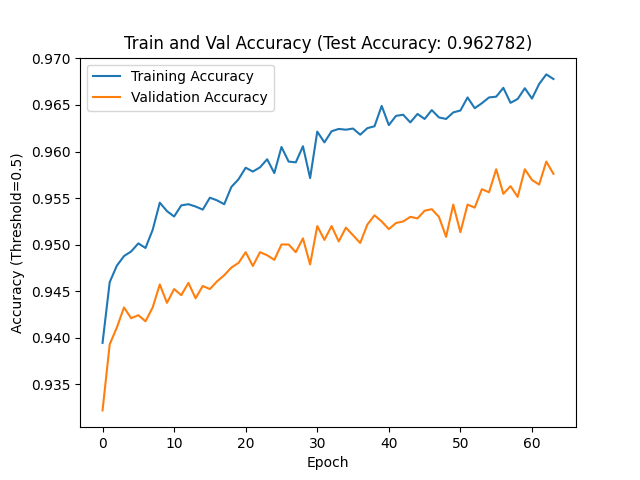 Train and Val Accuracy (Test Accuracy: 0.962782)
Training Accuracy
Validation Accuracy
Accuracy (Threshold=0.5)
0.970
0.965
0.960
0.955
0.950
0.945
0.940
0.935
0 10 20 30 40 50 60
Epoch